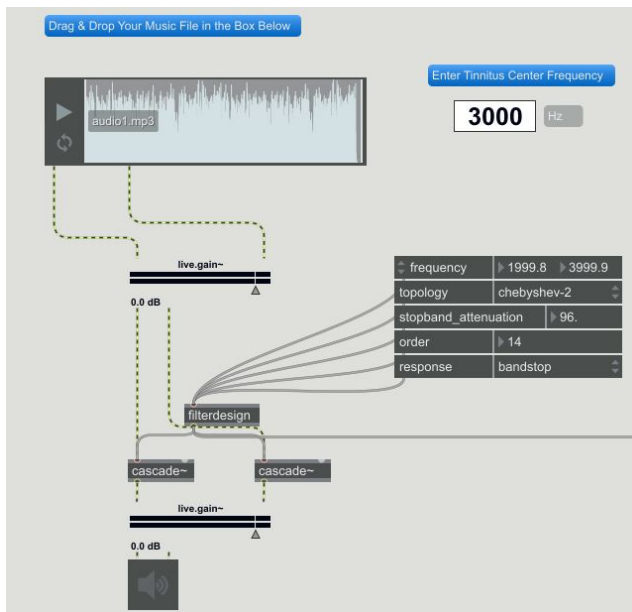 Drag & Drop Your Music File in the Box Below
Enter Tinnitus Center Frequency
3000 Hz
audio1.mp3
live.gain~
0.0 dB
frequency 1999.8 3999.9
topology chebyshev-2
stopband_attenuation 96.
order 14
response bandstop
filterdesign
cascade~ cascade~
live.gain~
0.0 dB